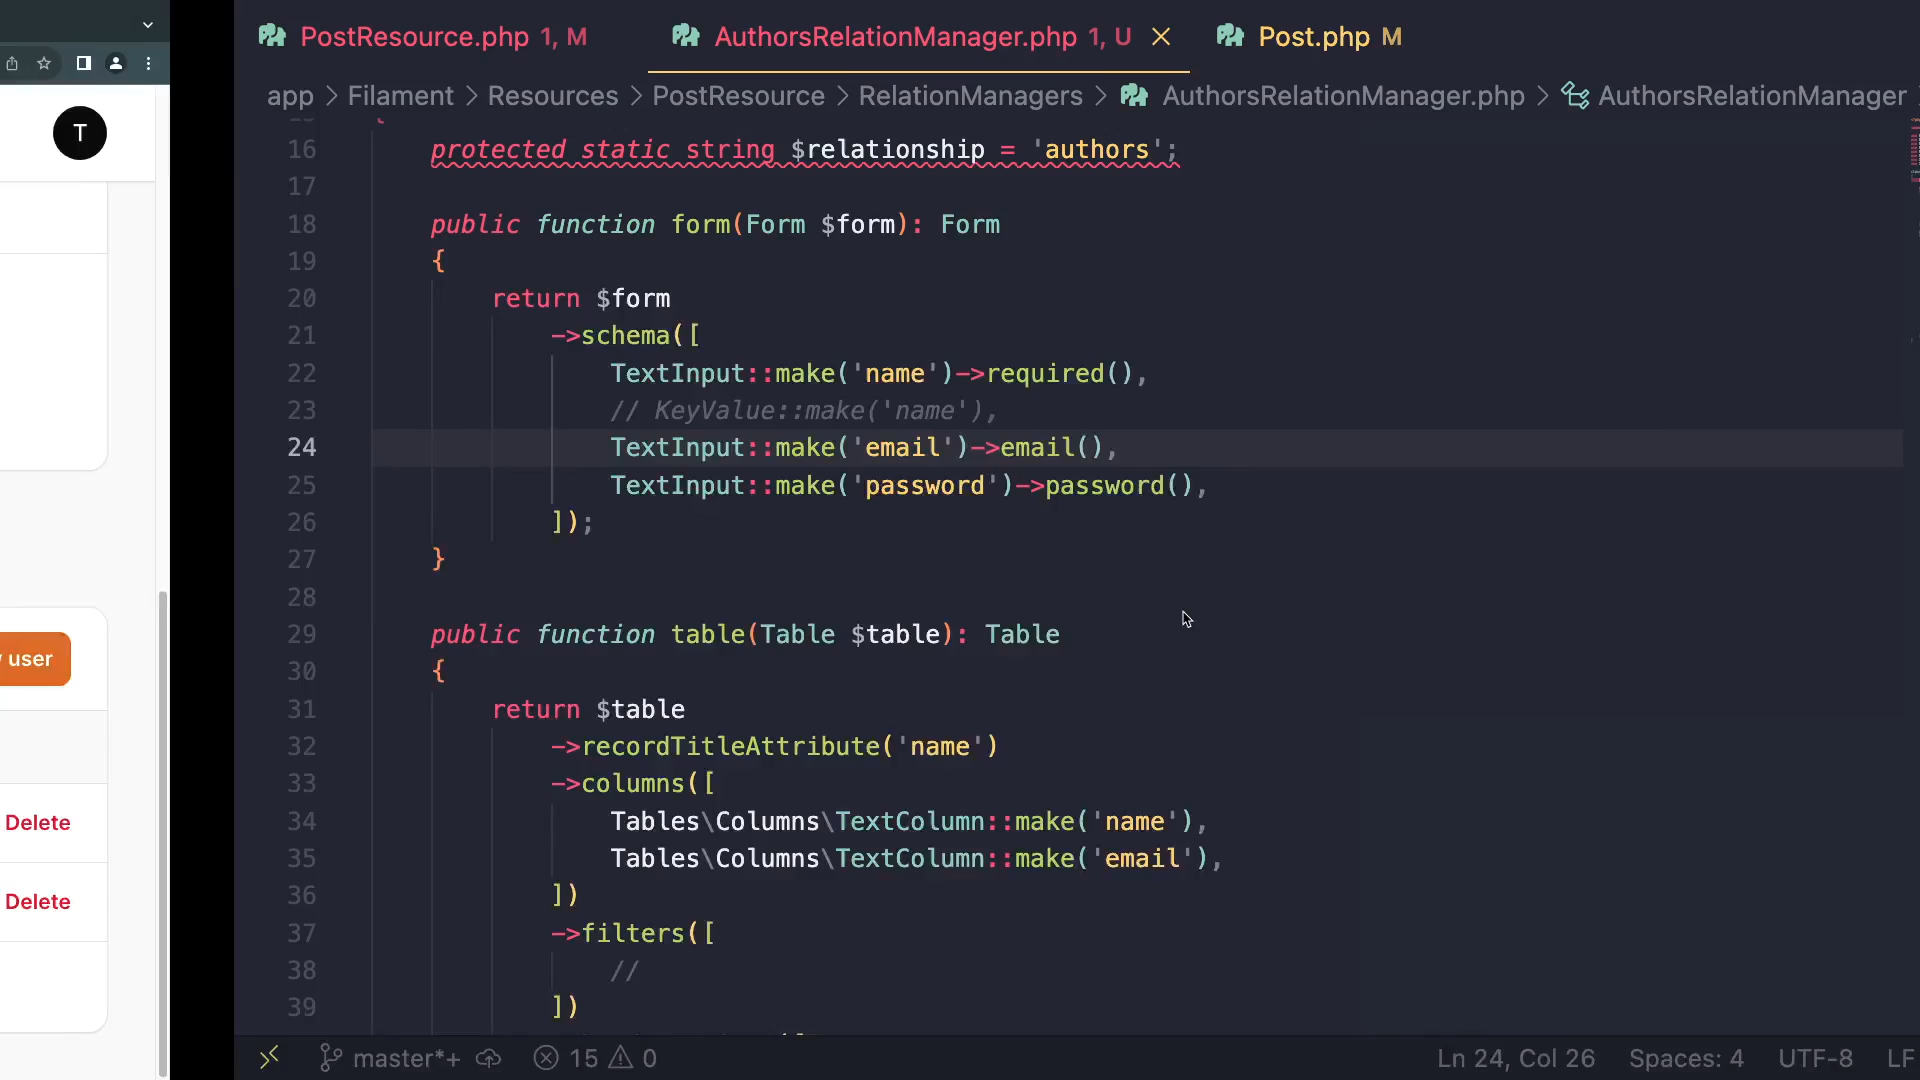 PostResource.php 1, M
AuthorsRelationManager.php 1, U
Post.php M
app > Filament > Resources > PostResource > RelationManagers > AuthorsRelationManager.php > AuthorsRelationManager
T
16 protected static string $relationship = 'authors';
17
18 public function form(Form $form): Form
19 {
20 return $form
21 ->schema([
22 TextInput::make('name')->required(),
23 // KeyValue::make('name'),
24 TextInput::make('email')->email(),
25 TextInput::make('password')->password(),
26 ]);
27 }
28
29 public function table(Table $table): Table
30 {
31 return $table
32 ->recordTitleAttribute('name')
33 ->columns([
34 Tables\Columns\TextColumn::make('name'),
35 Tables\Columns\TextColumn::make('email'),
36 ])
37 ->filters([
38 //
39 ])
user
Delete
Delete
master*+ 15 0
Ln 24, Col 26 Spaces: 4 UTF-8 LF